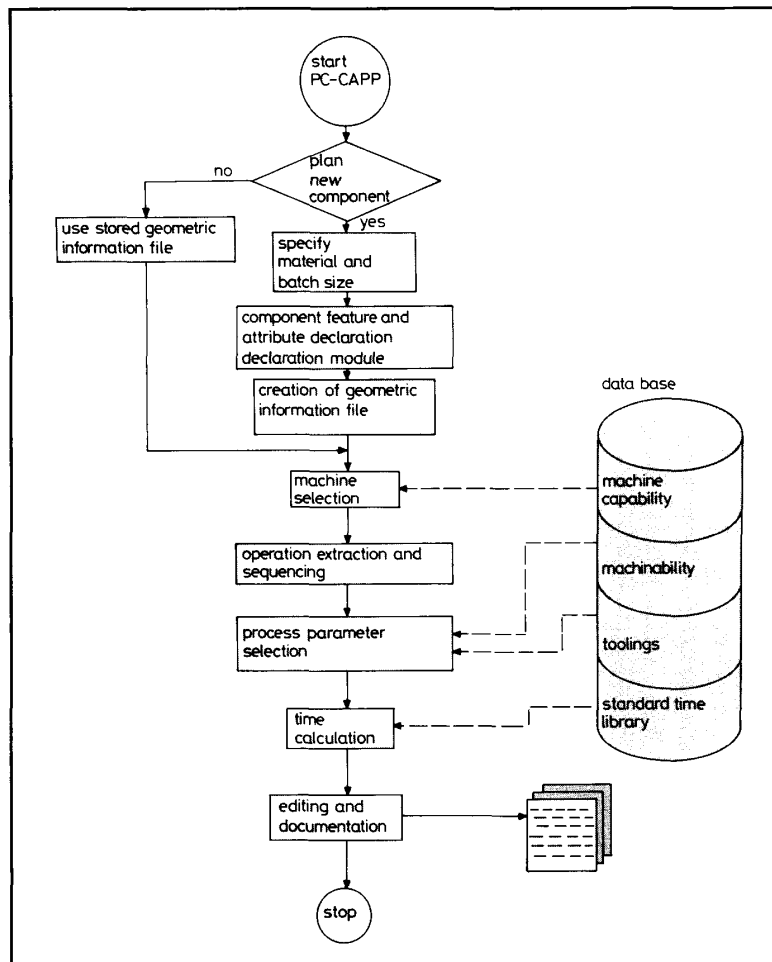 start
PC-CAPP
plan
new
component
no
yes
use stored geometric
information file
specify
material and
batch size
component feature and
attribute declaration
declaration module
creation of geometric
information file
data base
machine
selection
machine
capability
operation extraction and
sequencing
machinability
process parameter
selection
toolings
time
calculation
standard time
library
editing and
documentation
stop